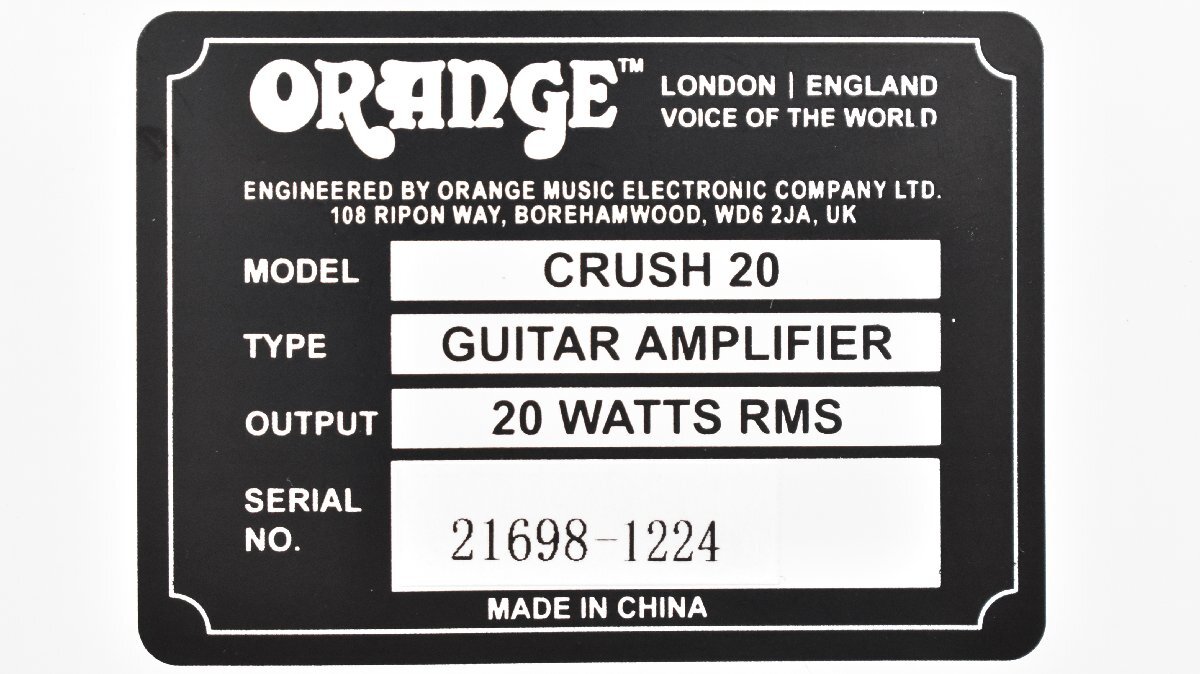 ORANGE™
LONDON | ENGLAND
VOICE OF THE WORLD
ENGINEERED BY ORANGE MUSIC ELECTRONIC COMPANY LTD.
108 RIPON WAY, BOREHAMWOOD, WD6 2JA, UK
MODEL CRUSH 20
TYPE GUITAR AMPLIFIER
OUTPUT 20 WATTS RMS
SERIAL
NO. 21698-1224
MADE IN CHINA